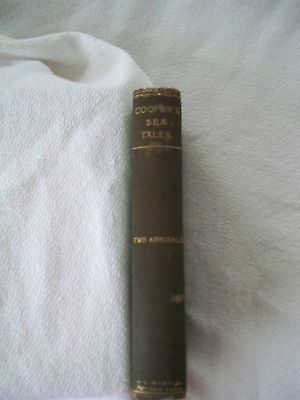 COOPER'S
SEA
TALES
TWO ADMIRALS